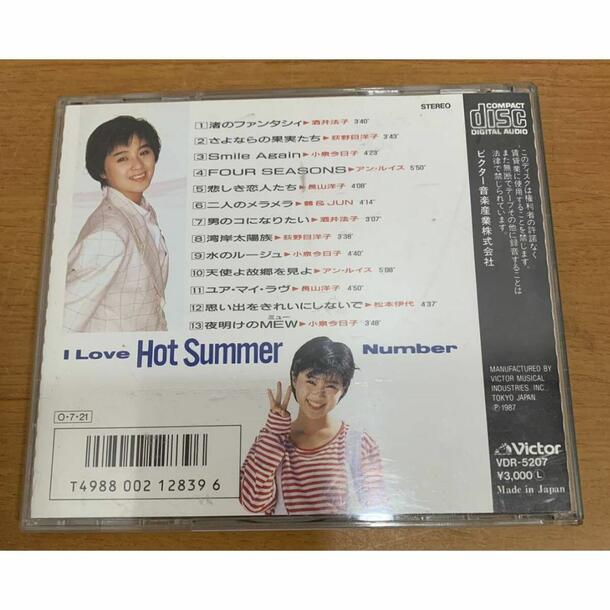 STEREO
COMPACT
disc
DIGITAL AUDIO
1 渚のファンタシィ▶酒井法子 3'40"
2 さよならの果実たち▶荻野目洋子 3'43"
3 Smile Again▶小泉今日子 4'23"
4 FOUR SEASONS▶アン・ルイス 5'50"
5 悲しき恋人たち▶長山洋子 4'08"
6 二人のメラメラ▶鶴&JUN 4'14"
7 男のコになりたい▶酒井法子 3'07"
8 湾岸太陽族▶荻野目洋子 3'38"
9 水のルージュ▶小泉今日子 4'40"
10 天使よ故郷を見よ▶アン・ルイス 5'08"
11 ユア・マイ・ラヴ▶長山洋子 4'50"
12 思い出をきれいにしないで▶松本伊代 4'37"
ミュー
13 夜明けのMEW▶小泉今日子 3'48"
I Love Hot Summer Number
O・7・21
T4988 002 12839 6
このディスクは権利者の許諾なく
賃貸業に使用することを禁じます。
また無断でテープその他に録音することは
法律で禁じられています。
ビクター音楽産業株式会社
MANUFACTURED BY
VICTOR MUSICAL
INDUSTRIES, INC.
TOKYO JAPAN
Ⓟ1987
Victor
VDR-5207
¥3,000 L
Made in Japan